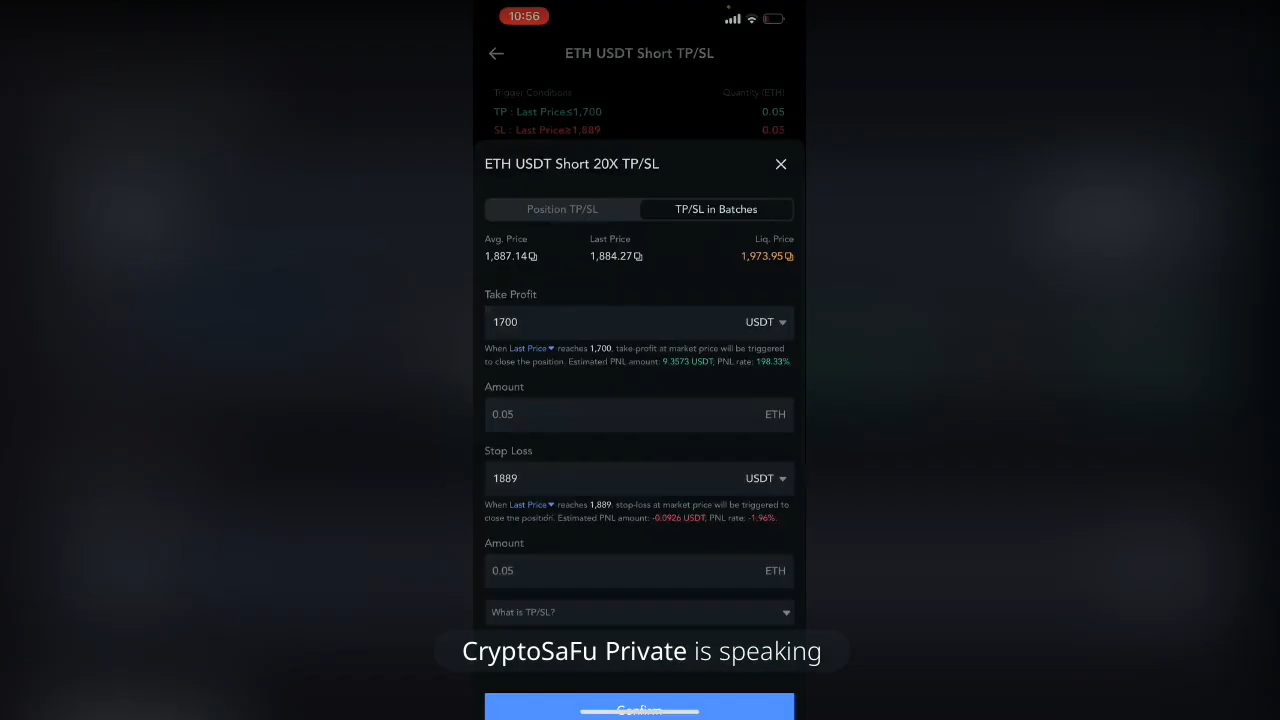 10:56
ETH USDT Short TP/SL
Trigger Conditions Quantity (ETH)
TP : Last Price≤1,700 0.05
SL : Last Price≥1,889 0.05
ETH USDT Short 20X TP/SL
Position TP/SL TP/SL in Batches
Avg. Price Last Price Liq. Price
1,887.14 1,884.27 1,973.95
Take Profit
1700 USDT
When Last Price reaches 1,700, take-profit at market price will be triggered
to close the position. Estimated PNL amount: 9.3573 USDT; PNL rate: 198.33%.
Amount
0.05 ETH
Stop Loss
1889 USDT
When Last Price reaches 1,889, stop-loss at market price will be triggered to
close the position. Estimated PNL amount: -0.0926 USDT, PNL rate: -1.96%.
Amount
0.05 ETH
What is TP/SL?
CryptoSaFu Private is speaking
Confirm